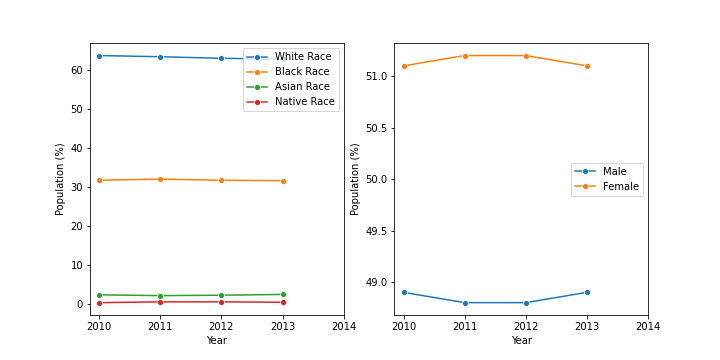 White Race
Black Race
Asian Race
Native Race
60
50
40
30
20
10
0
Population (%)
2010 2011 2012 2013 2014
Year
51.0
50.5
50.0
49.5
49.0
Population (%)
Male
Female
2010 2011 2012 2013 2014
Year